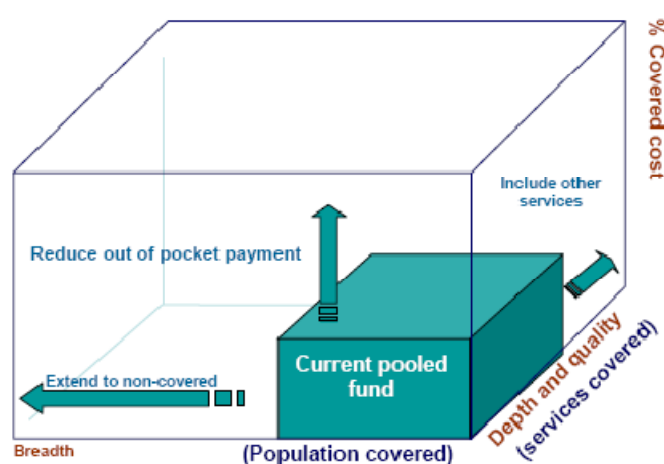 % Covered cost
Include other
services
Reduce out of pocket payment
Current pooled
fund
Extend to non-covered
Depth and quality
(services covered)
Breadth
(Population covered)